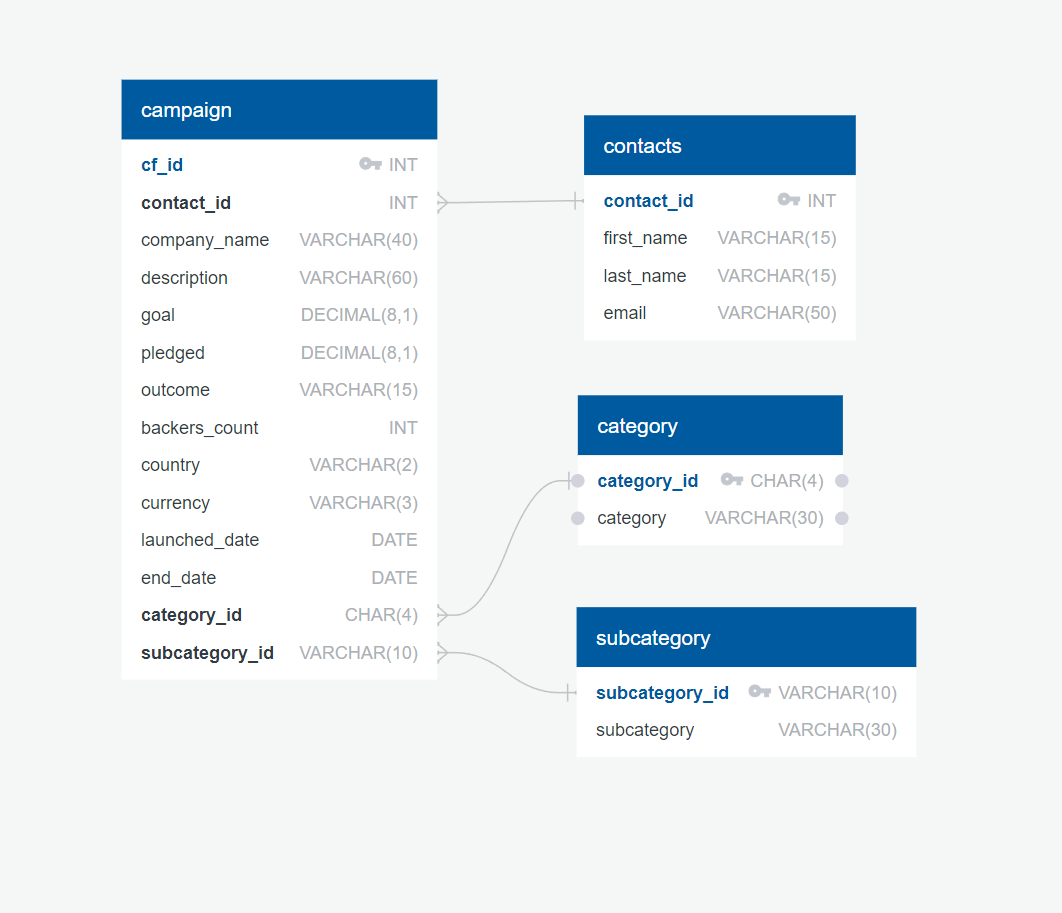 campaign
cf_id INT
contact_id INT
company_name VARCHAR(40)
description VARCHAR(60)
goal DECIMAL(8,1)
pledged DECIMAL(8,1)
outcome VARCHAR(15)
backers_count INT
country VARCHAR(2)
currency VARCHAR(3)
launched_date DATE
end_date DATE
category_id CHAR(4)
subcategory_id VARCHAR(10)
contacts
contact_id INT
first_name VARCHAR(15)
last_name VARCHAR(15)
email VARCHAR(50)
category
category_id CHAR(4)
category VARCHAR(30)
subcategory
subcategory_id VARCHAR(10)
subcategory VARCHAR(30)